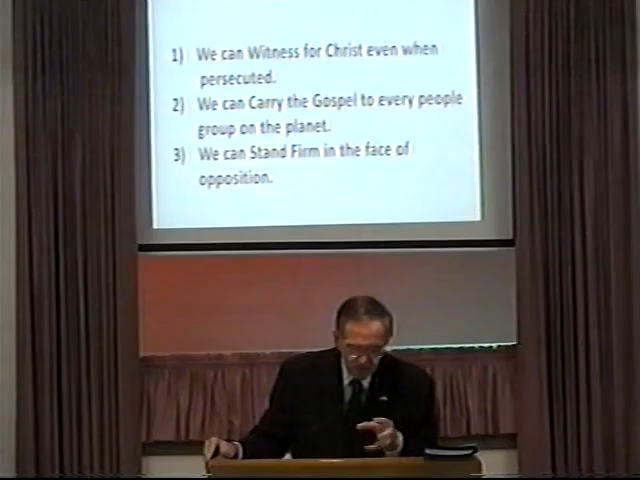 1) We can Witness for Christ even when
persecuted.
2) We can Carry the Gospel to every people
group on the planet.
3) We can Stand Firm in the face of
opposition.